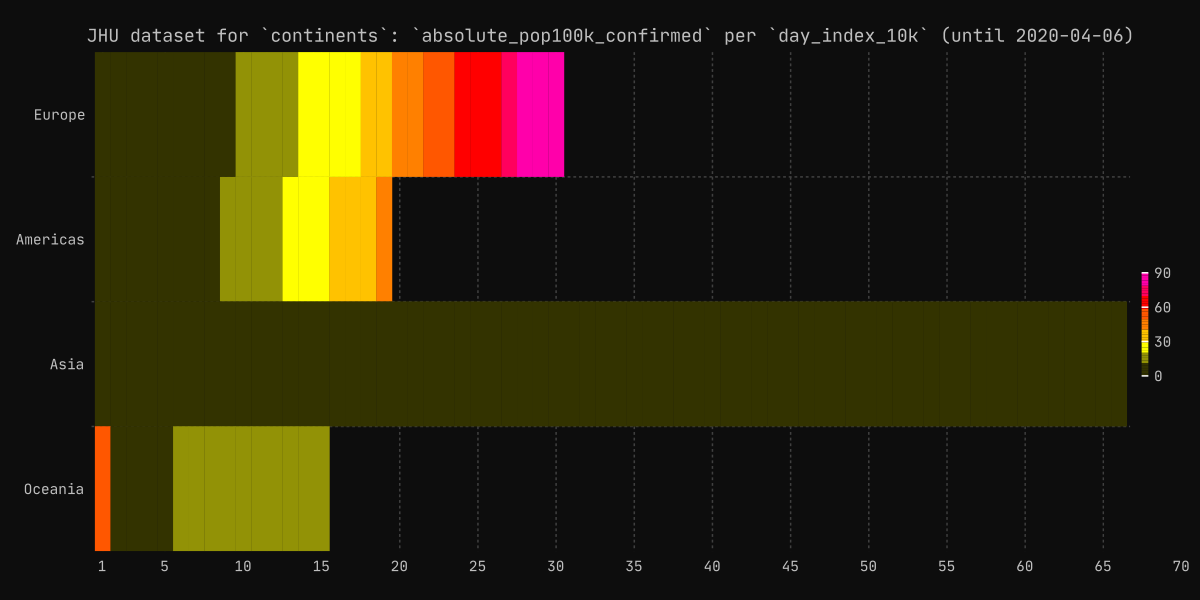 JHU dataset for `continents`: `absolute_pop100k_confirmed` per `day_index_10k` (until 2020-04-06)
Europe
Americas
Asia
Oceania
90
60
30
0
1 5 10 15 20 25 30 35 40 45 50 55 60 65 70